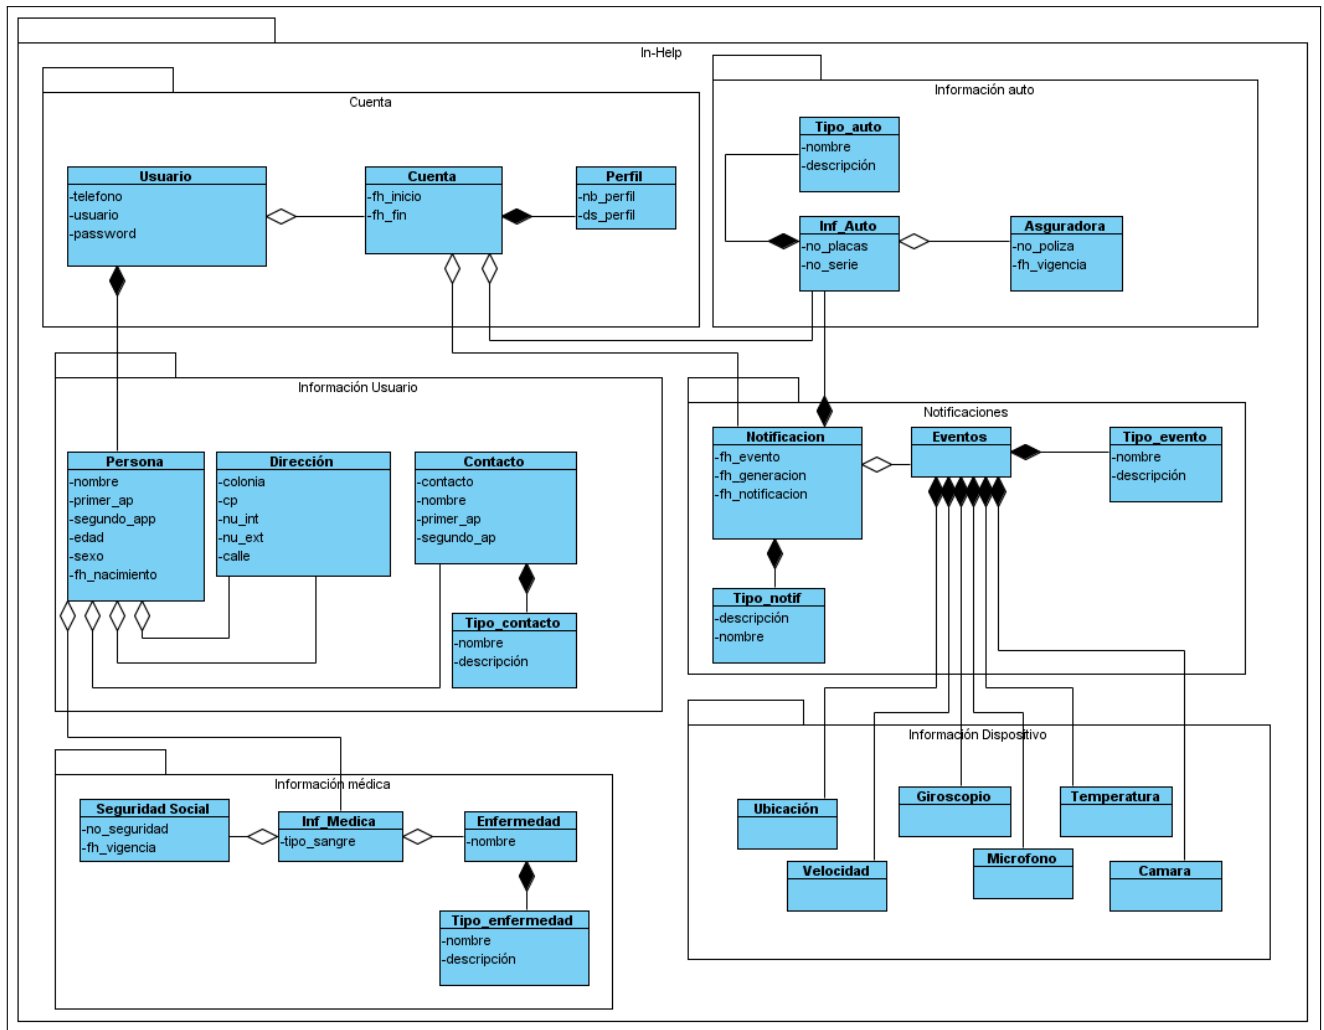 In-Help
Cuenta
Usuario
-telefono
-usuario
-password
Cuenta
-fh_inicio
-fh_fin
Perfil
-nb_perfil
-ds_perfil
Información auto
Tipo_auto
-nombre
-descripción
Inf_Auto
-no_placas
-no_serie
Asguradora
-no_poliza
-fh_vigencia
Información Usuario
Persona
-nombre
-primer_ap
-segundo_app
-edad
-sexo
-fh_nacimiento
Dirección
-colonia
-cp
-nu_int
-nu_ext
-calle
Contacto
-contacto
-nombre
-primer_ap
-segundo_ap
Tipo_contacto
-nombre
-descripción
Notificaciones
Notificacion
-fh_evento
-fh_generacion
-fh_notificacion
Eventos
Tipo_evento
-nombre
-descripción
Tipo_notif
-descripción
-nombre
Información médica
Seguridad Social
-no_seguridad
-fh_vigencia
Inf_Medica
-tipo_sangre
Enfermedad
-nombre
Tipo_enfermedad
-nombre
-descripción
Información Dispositivo
Ubicación
Giroscopio
Temperatura
Velocidad
Microfono
Camara